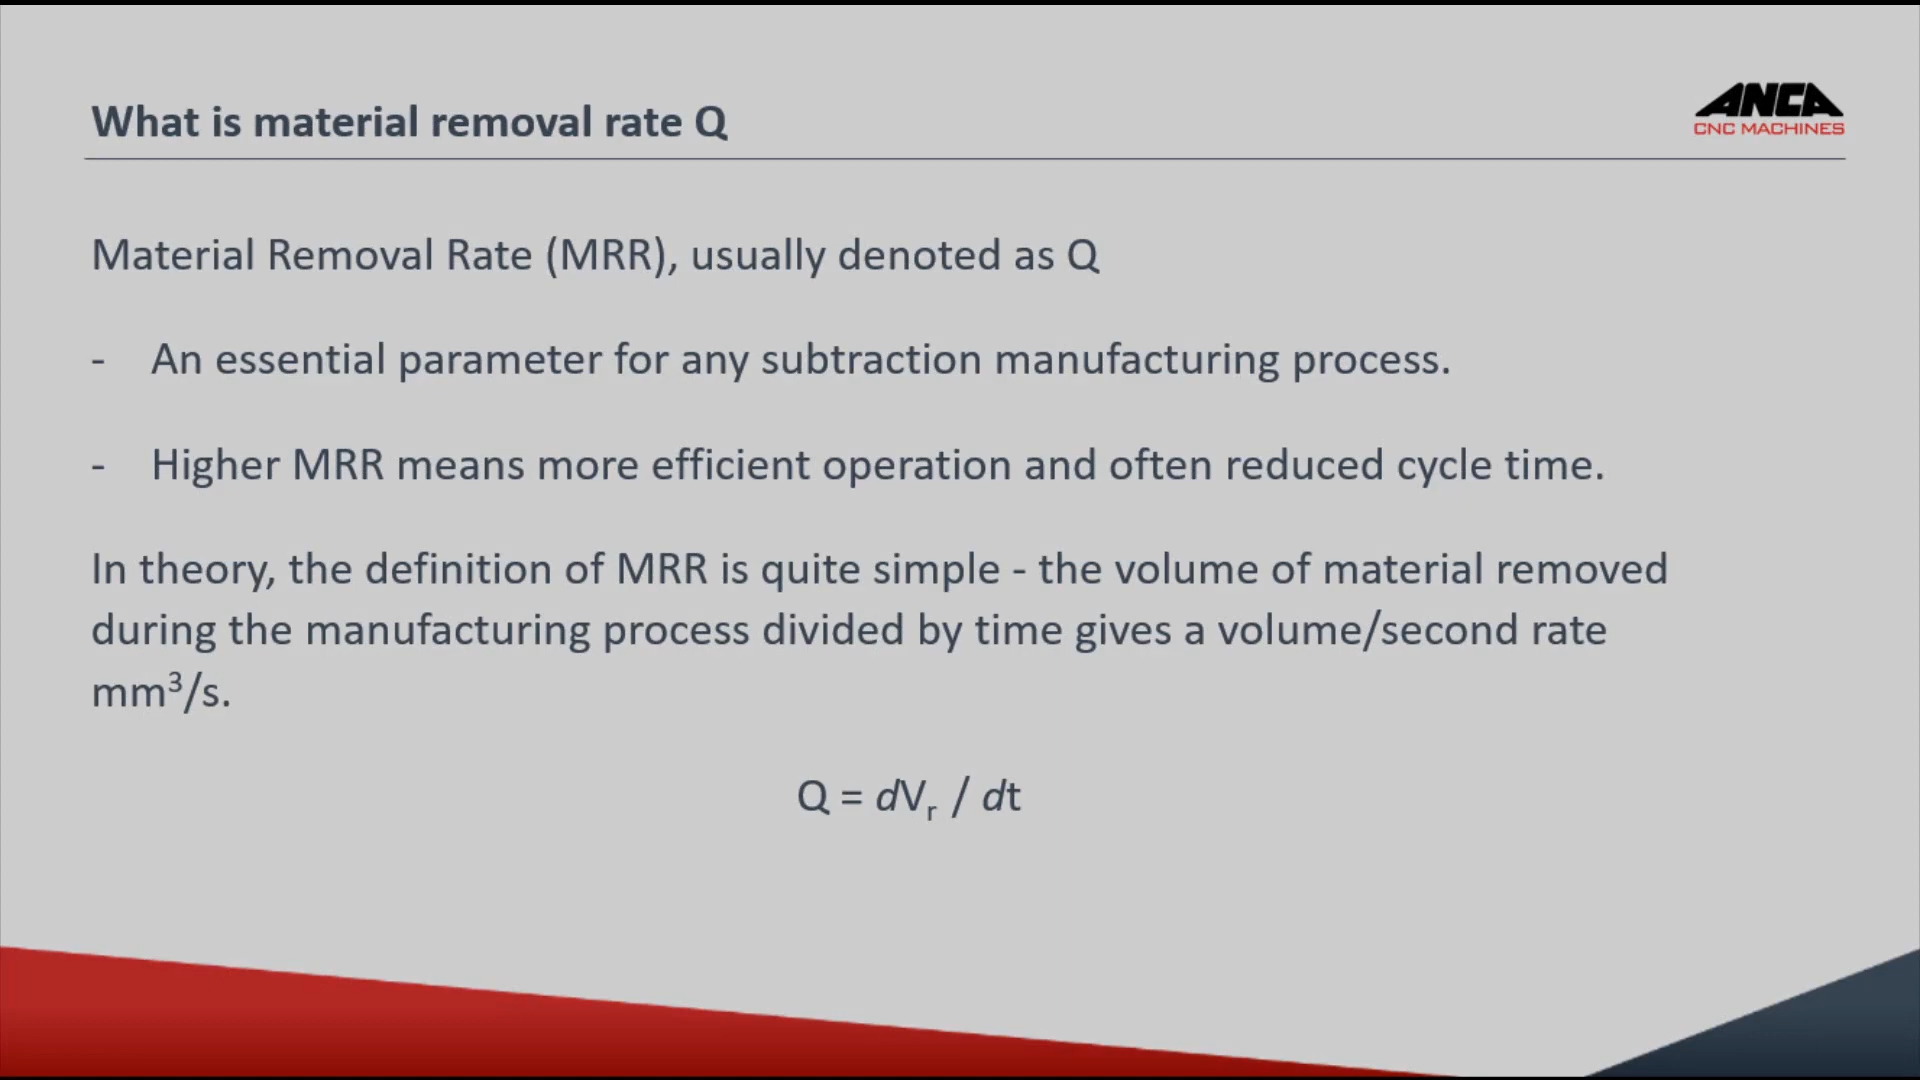 What is material removal rate Q
ANCA
CNC MACHINES
Material Removal Rate (MRR), usually denoted as Q
- An essential parameter for any subtraction manufacturing process.
- Higher MRR means more efficient operation and often reduced cycle time.
In theory, the definition of MRR is quite simple - the volume of material removed
during the manufacturing process divided by time gives a volume/second rate
mm³/s.
Q = dVᵣ / dt